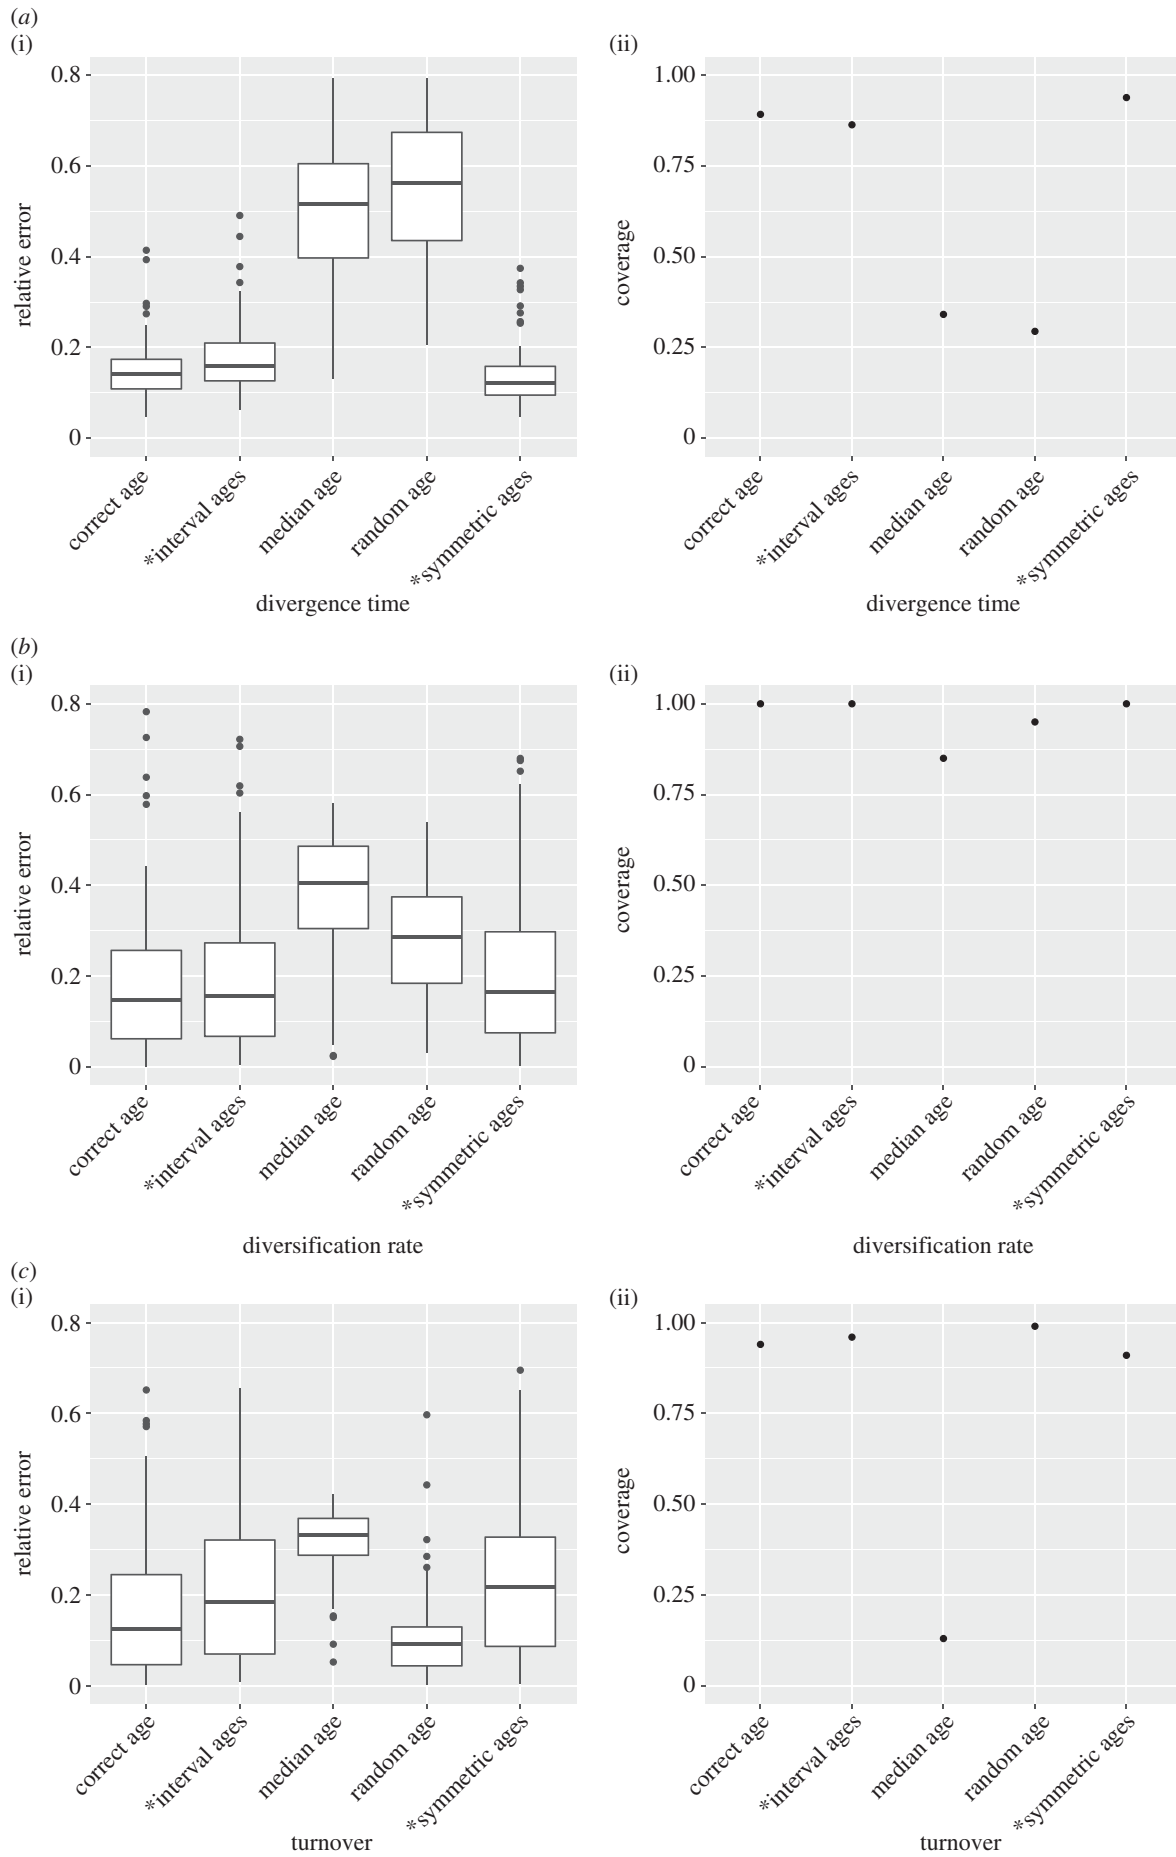 (a)
(i)
0.8
0.6
0.4
0.2
0
relative error
correct age
*interval ages
median age
random age
*symmetric ages
divergence time
(ii)
1.00
0.75
0.50
0.25
0
coverage
correct age
*interval ages
median age
random age
*symmetric ages
divergence time
(b)
(i)
0.8
0.6
0.4
0.2
0
relative error
correct age
*interval ages
median age
random age
*symmetric ages
diversification rate
(ii)
1.00
0.75
0.50
0.25
0
coverage
correct age
*interval ages
median age
random age
*symmetric ages
diversification rate
(c)
(i)
0.8
0.6
0.4
0.2
0
relative error
correct age
*interval ages
median age
random age
*symmetric ages
turnover
(ii)
1.00
0.75
0.50
0.25
0
coverage
correct age
*interval ages
median age
random age
*symmetric ages
turnover